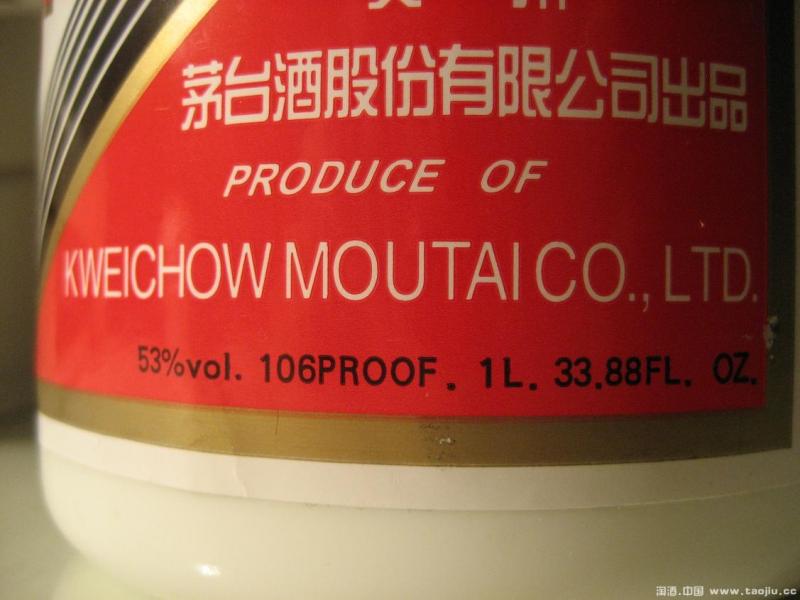 茅台酒股份有限公司出品
PRODUCE OF
KWEICHOW MOUTAI CO., LTD.
53%vol. 106PROOF. 1L. 33.88FL. OZ.
淘酒.中国 www.taojiu.cc